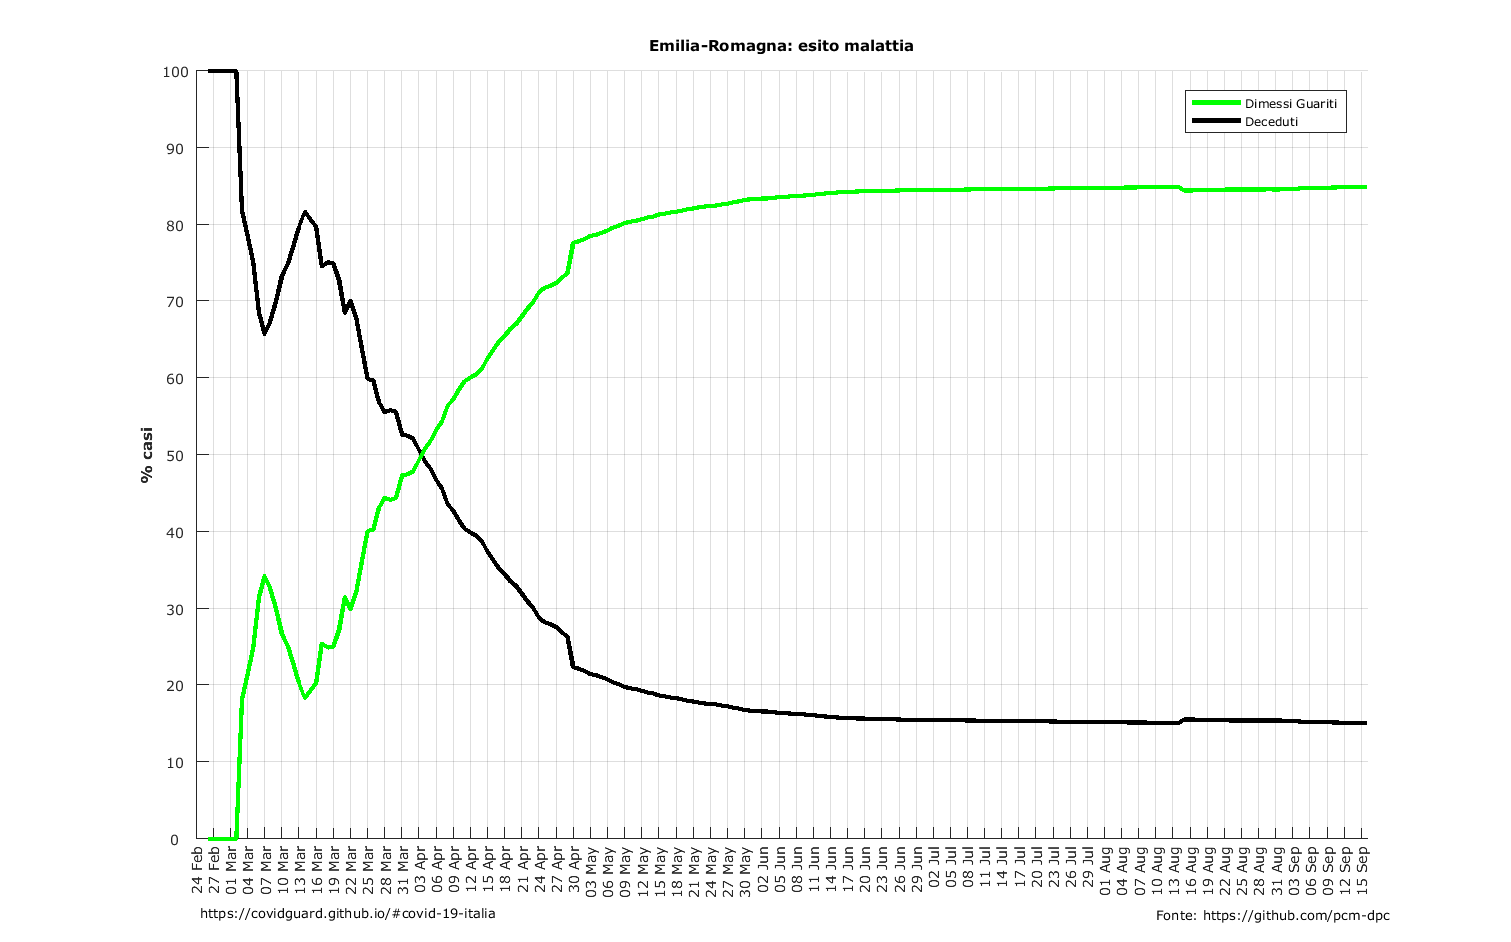 Emilia-Romagna: esito malattia
100
90
80
70
60
50
40
30
20
10
0
% casi
Dimessi Guariti
Deceduti
24 Feb
27 Feb
01 Mar
04 Mar
07 Mar
10 Mar
13 Mar
16 Mar
19 Mar
22 Mar
25 Mar
28 Mar
31 Mar
03 Apr
06 Apr
09 Apr
12 Apr
15 Apr
18 Apr
21 Apr
24 Apr
27 Apr
30 Apr
03 May
06 May
09 May
12 May
15 May
18 May
21 May
24 May
27 May
30 May
02 Jun
05 Jun
08 Jun
11 Jun
14 Jun
17 Jun
20 Jun
23 Jun
26 Jun
29 Jun
02 Jul
05 Jul
08 Jul
11 Jul
14 Jul
17 Jul
20 Jul
23 Jul
26 Jul
29 Jul
01 Aug
04 Aug
07 Aug
10 Aug
13 Aug
16 Aug
19 Aug
22 Aug
25 Aug
28 Aug
31 Aug
03 Sep
06 Sep
09 Sep
12 Sep
15 Sep
https://covidguard.github.io/#covid-19-italia
Fonte: https://github.com/pcm-dpc